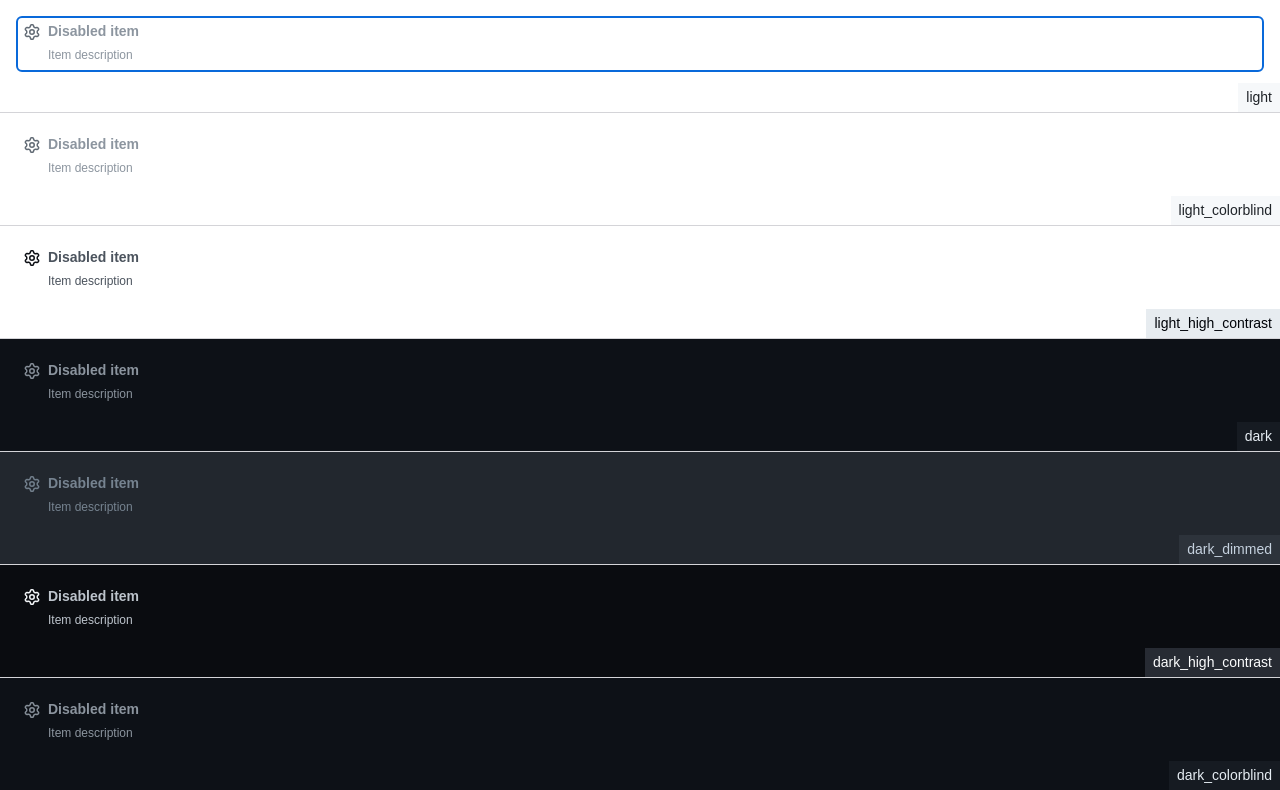 Disabled item
Item description
light
Disabled item
Item description
light_colorblind
Disabled item
Item description
light_high_contrast
Disabled item
Item description
dark
Disabled item
Item description
dark_dimmed
Disabled item
Item description
dark_high_contrast
Disabled item
Item description
dark_colorblind